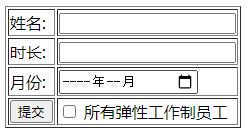 姓名:
时长:
月份: ----年--月
提交 所有弹性工作制员工